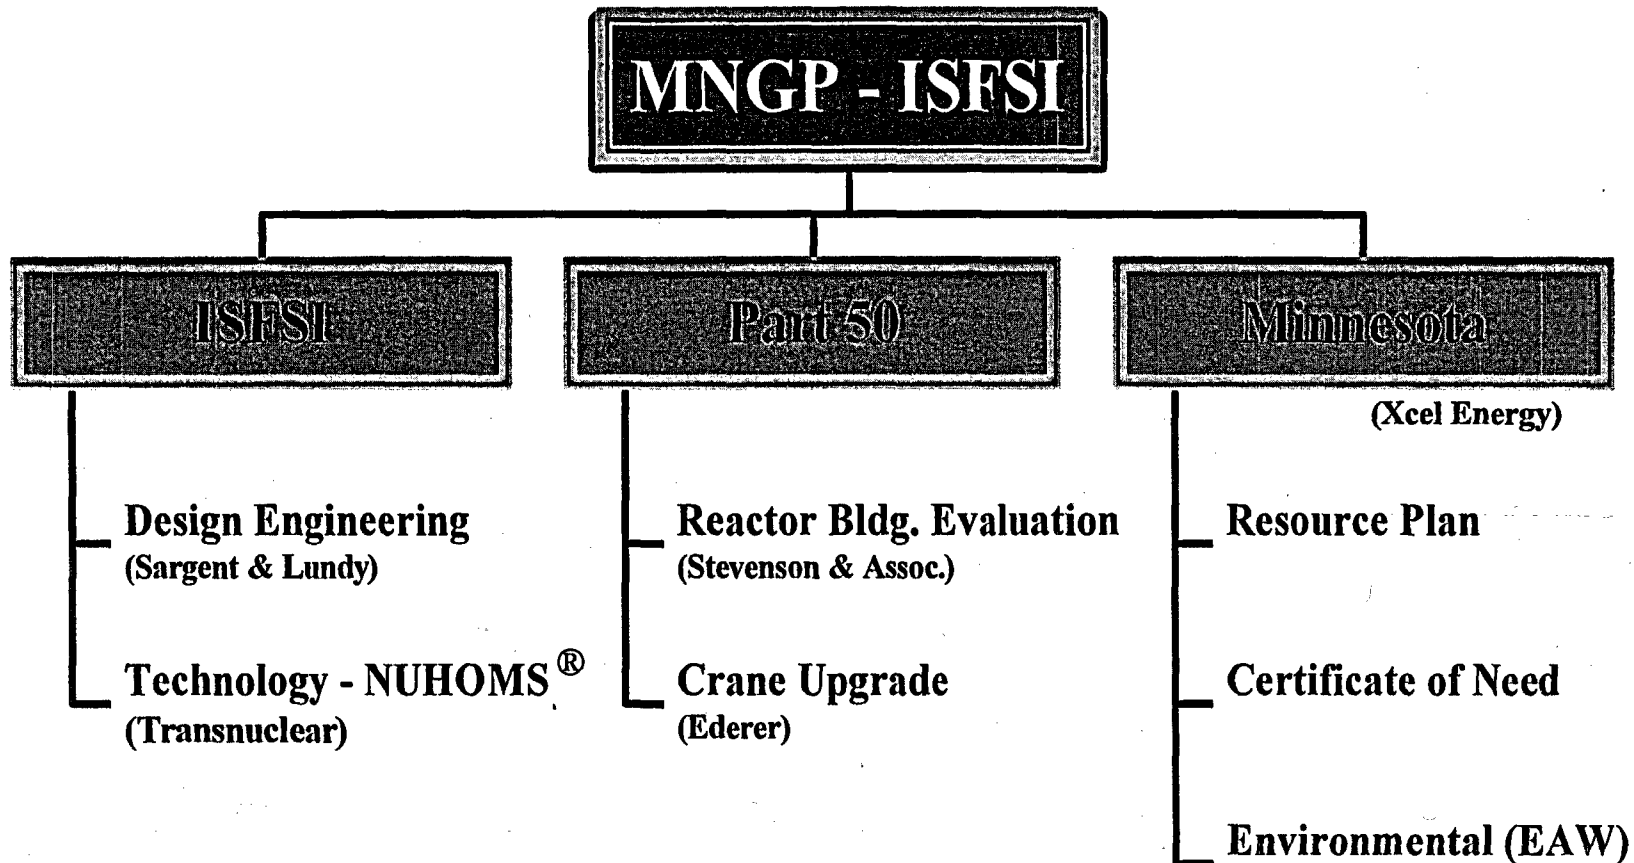 MNGP - ISFSI
ISFSI
Design Engineering
(Sargent & Lundy)
Technology - NUHOMS®
(Transnuclear)
Part 50
Reactor Bldg. Evaluation
(Stevenson & Assoc.)
Crane Upgrade
(Ederer)
Minnesota
(Xcel Energy)
Resource Plan
Certificate of Need
Environmental (EAW)